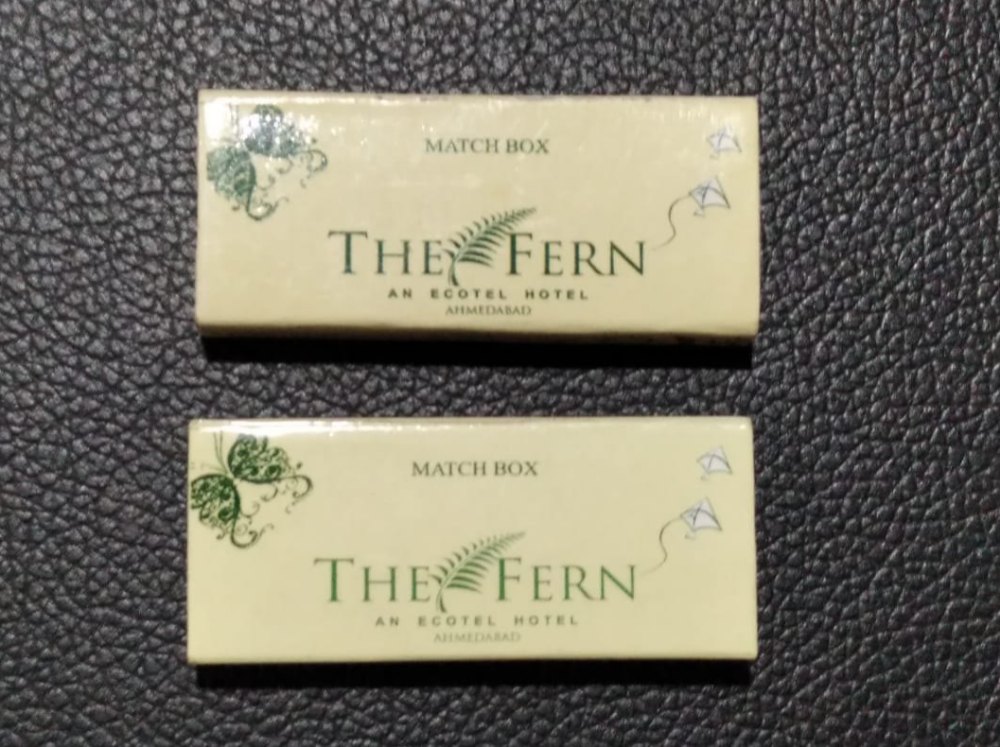 MATCH BOX
THE FERN
AN ECOTEL HOTEL
AHMEDABAD
MATCH BOX
THE FERN
AN ECOTEL HOTEL
AHMEDABAD